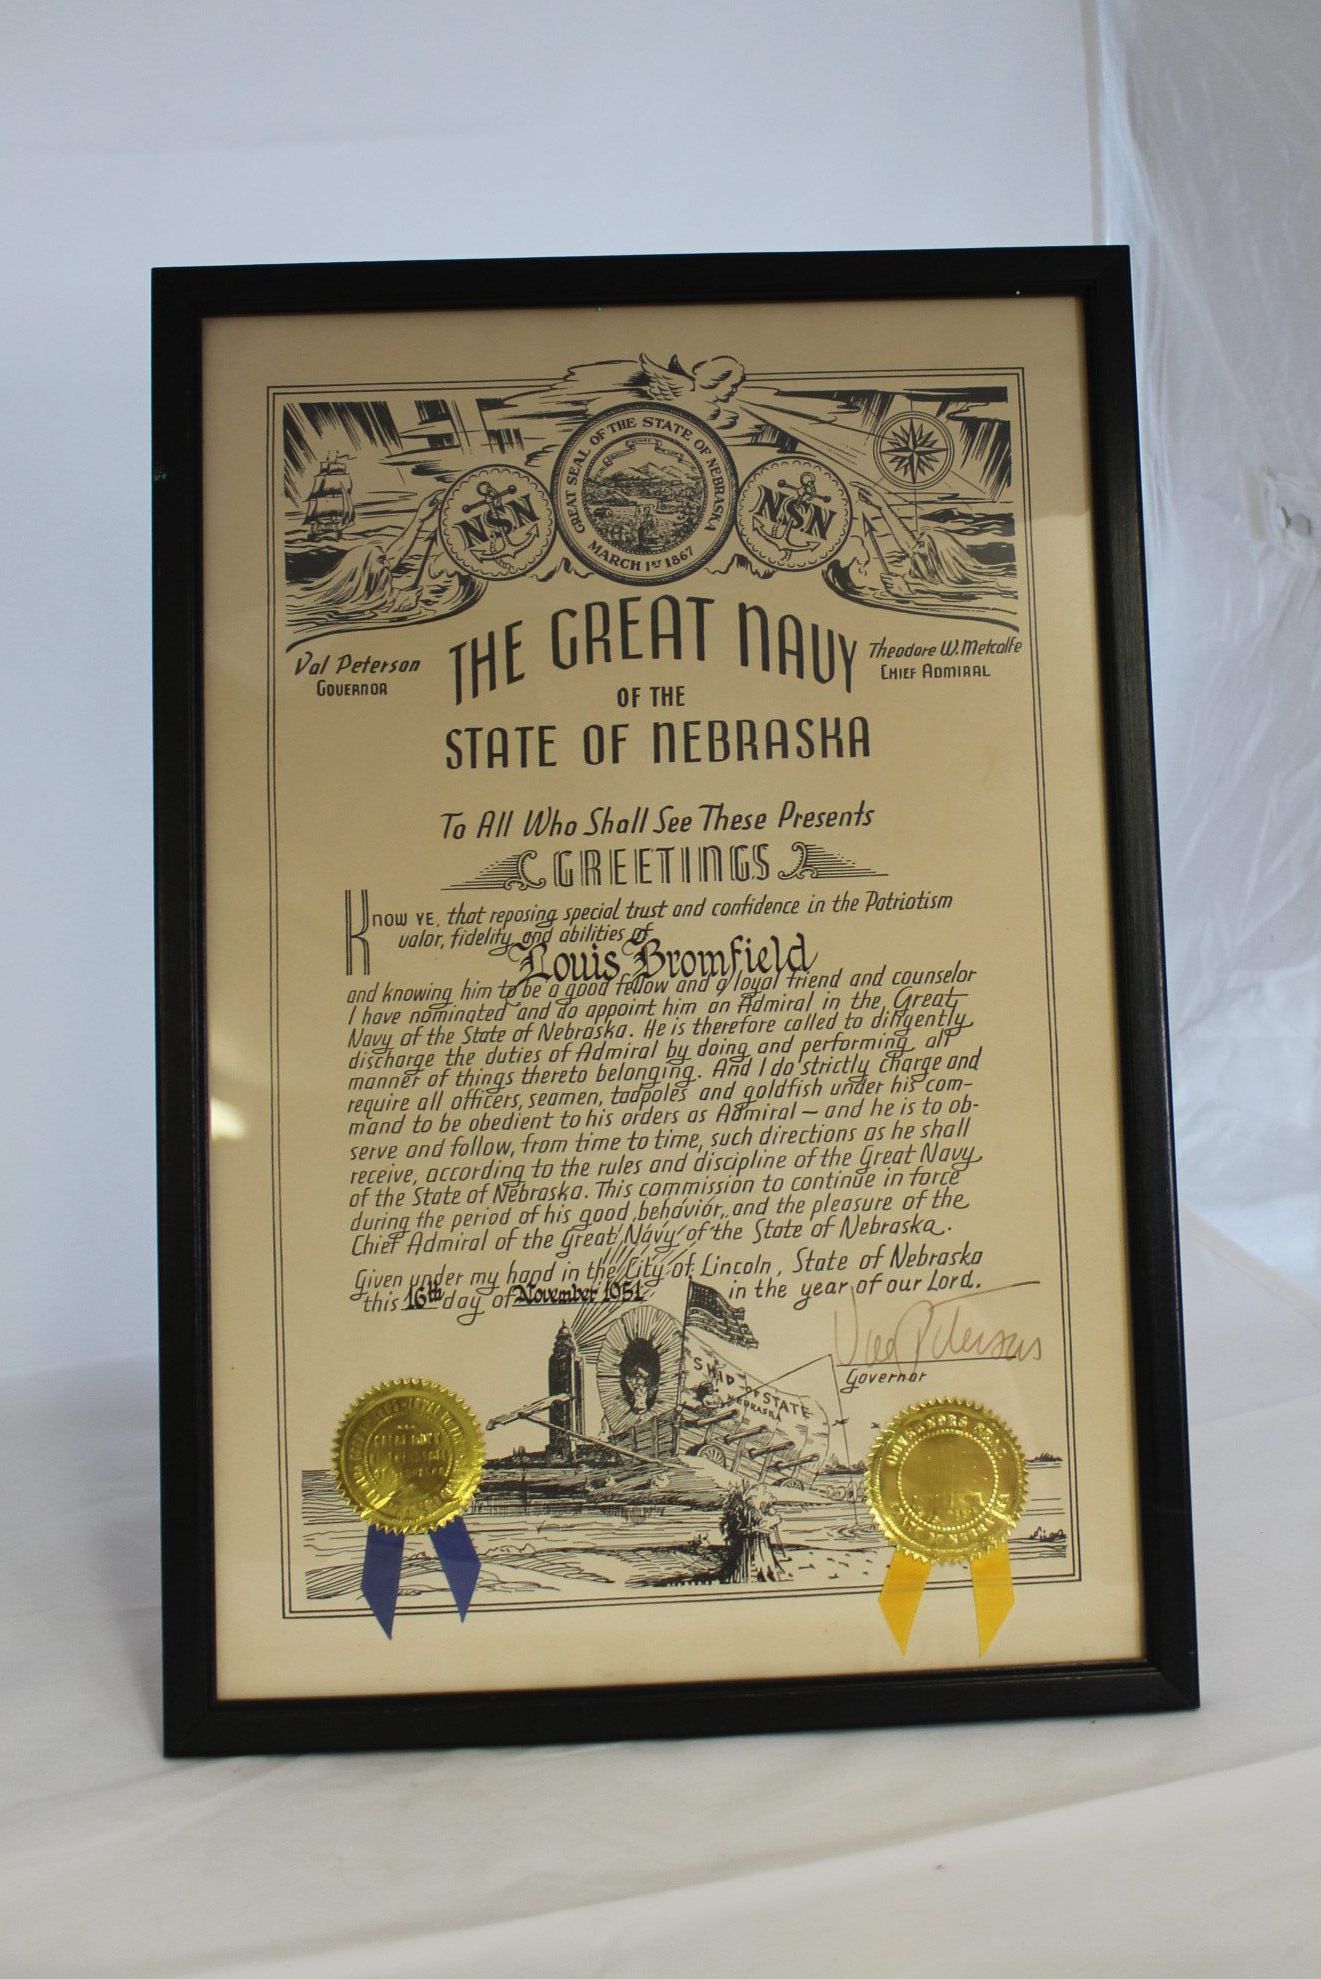 GREAT SEAL OF THE STATE OF NEBRASKA
MARCH 1ST 1867
NSN
NSN
Val Peterson
GOVERNOR
THE GREAT NAVY
Theodore W. Metcalfe
CHIEF ADMIRAL
OF THE
STATE OF NEBRASKA
To All Who Shall See These Presents
GREETINGS
KNOW YE, that reposing special trust and confidence in the Patriotism
valor, fidelity and abilities of
Louis Bromfield
and knowing him to be a good fellow and a loyal friend and counselor
I have nominated and do appoint him an Admiral in the Great
Navy of the State of Nebraska. He is therefore called to diligently
discharge the duties of Admiral by doing and performing all
manner of things thereto belonging. And I do strictly charge and
require all officers, seamen, tadpoles and goldfish under his com-
mand to be obedient to his orders as Admiral — and he is to ob-
serve and follow, from time to time, such directions as he shall
receive, according to the rules and discipline of the Great Navy
of the State of Nebraska. This commission to continue in force
during the period of his good behavior, and the pleasure of the
Chief Admiral of the Great Navy of the State of Nebraska.
Given under my hand in the City of Lincoln, State of Nebraska
this 16th day of November 1951 in the year of our Lord.
Val Peterson
Governor
SHIP OF STATE
NEBRASKA